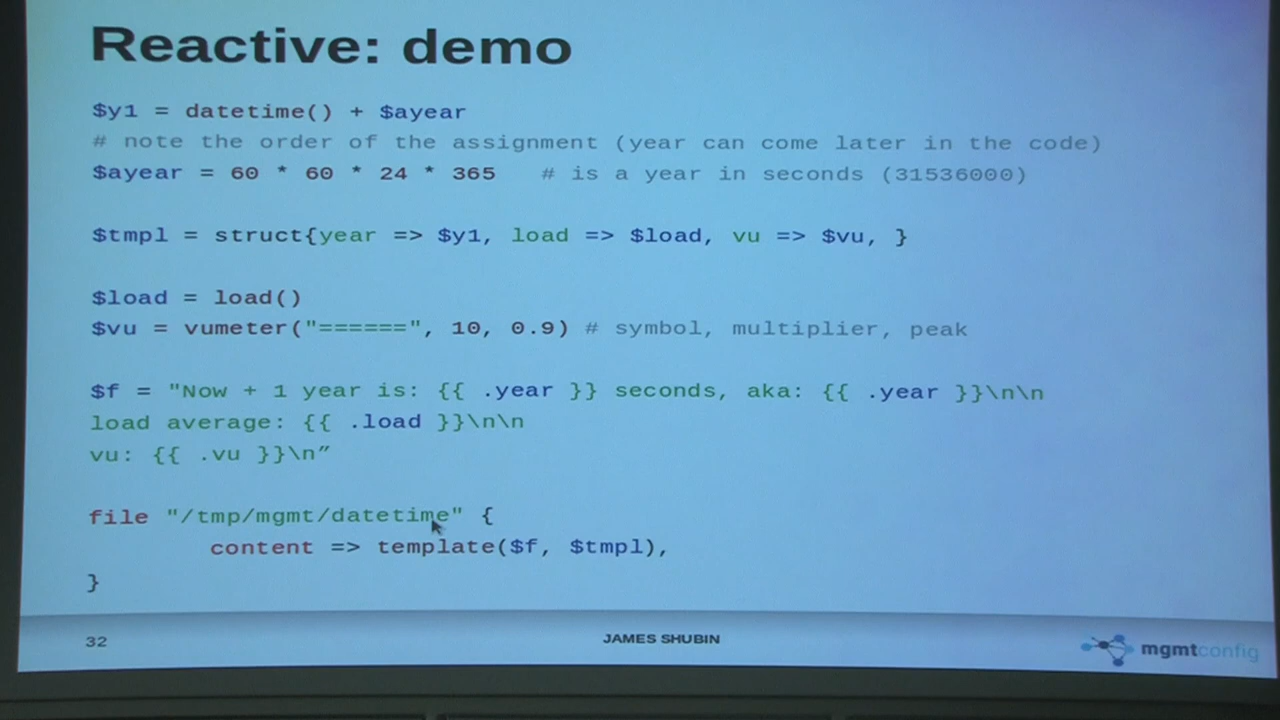 Reactive: demo
$y1 = datetime() + $ayear
# note the order of the assignment (year can come later in the code)
$ayear = 60 * 60 * 24 * 365 # is a year in seconds (31536000)
$tmpl = struct{year => $y1, load => $load, vu => $vu, }
$load = load()
$vu = vumeter("======", 10, 0.9) # symbol, multiplier, peak
$f = "Now + 1 year is: {{ .year }} seconds, aka: {{ .year }}\n\n
load average: {{ .load }}\n\n
vu: {{ .vu }}\n”
file "/tmp/mgmt/datetime" {
content => template($f, $tmpl),
}
32
JAMES SHUBIN
mgmtconfig